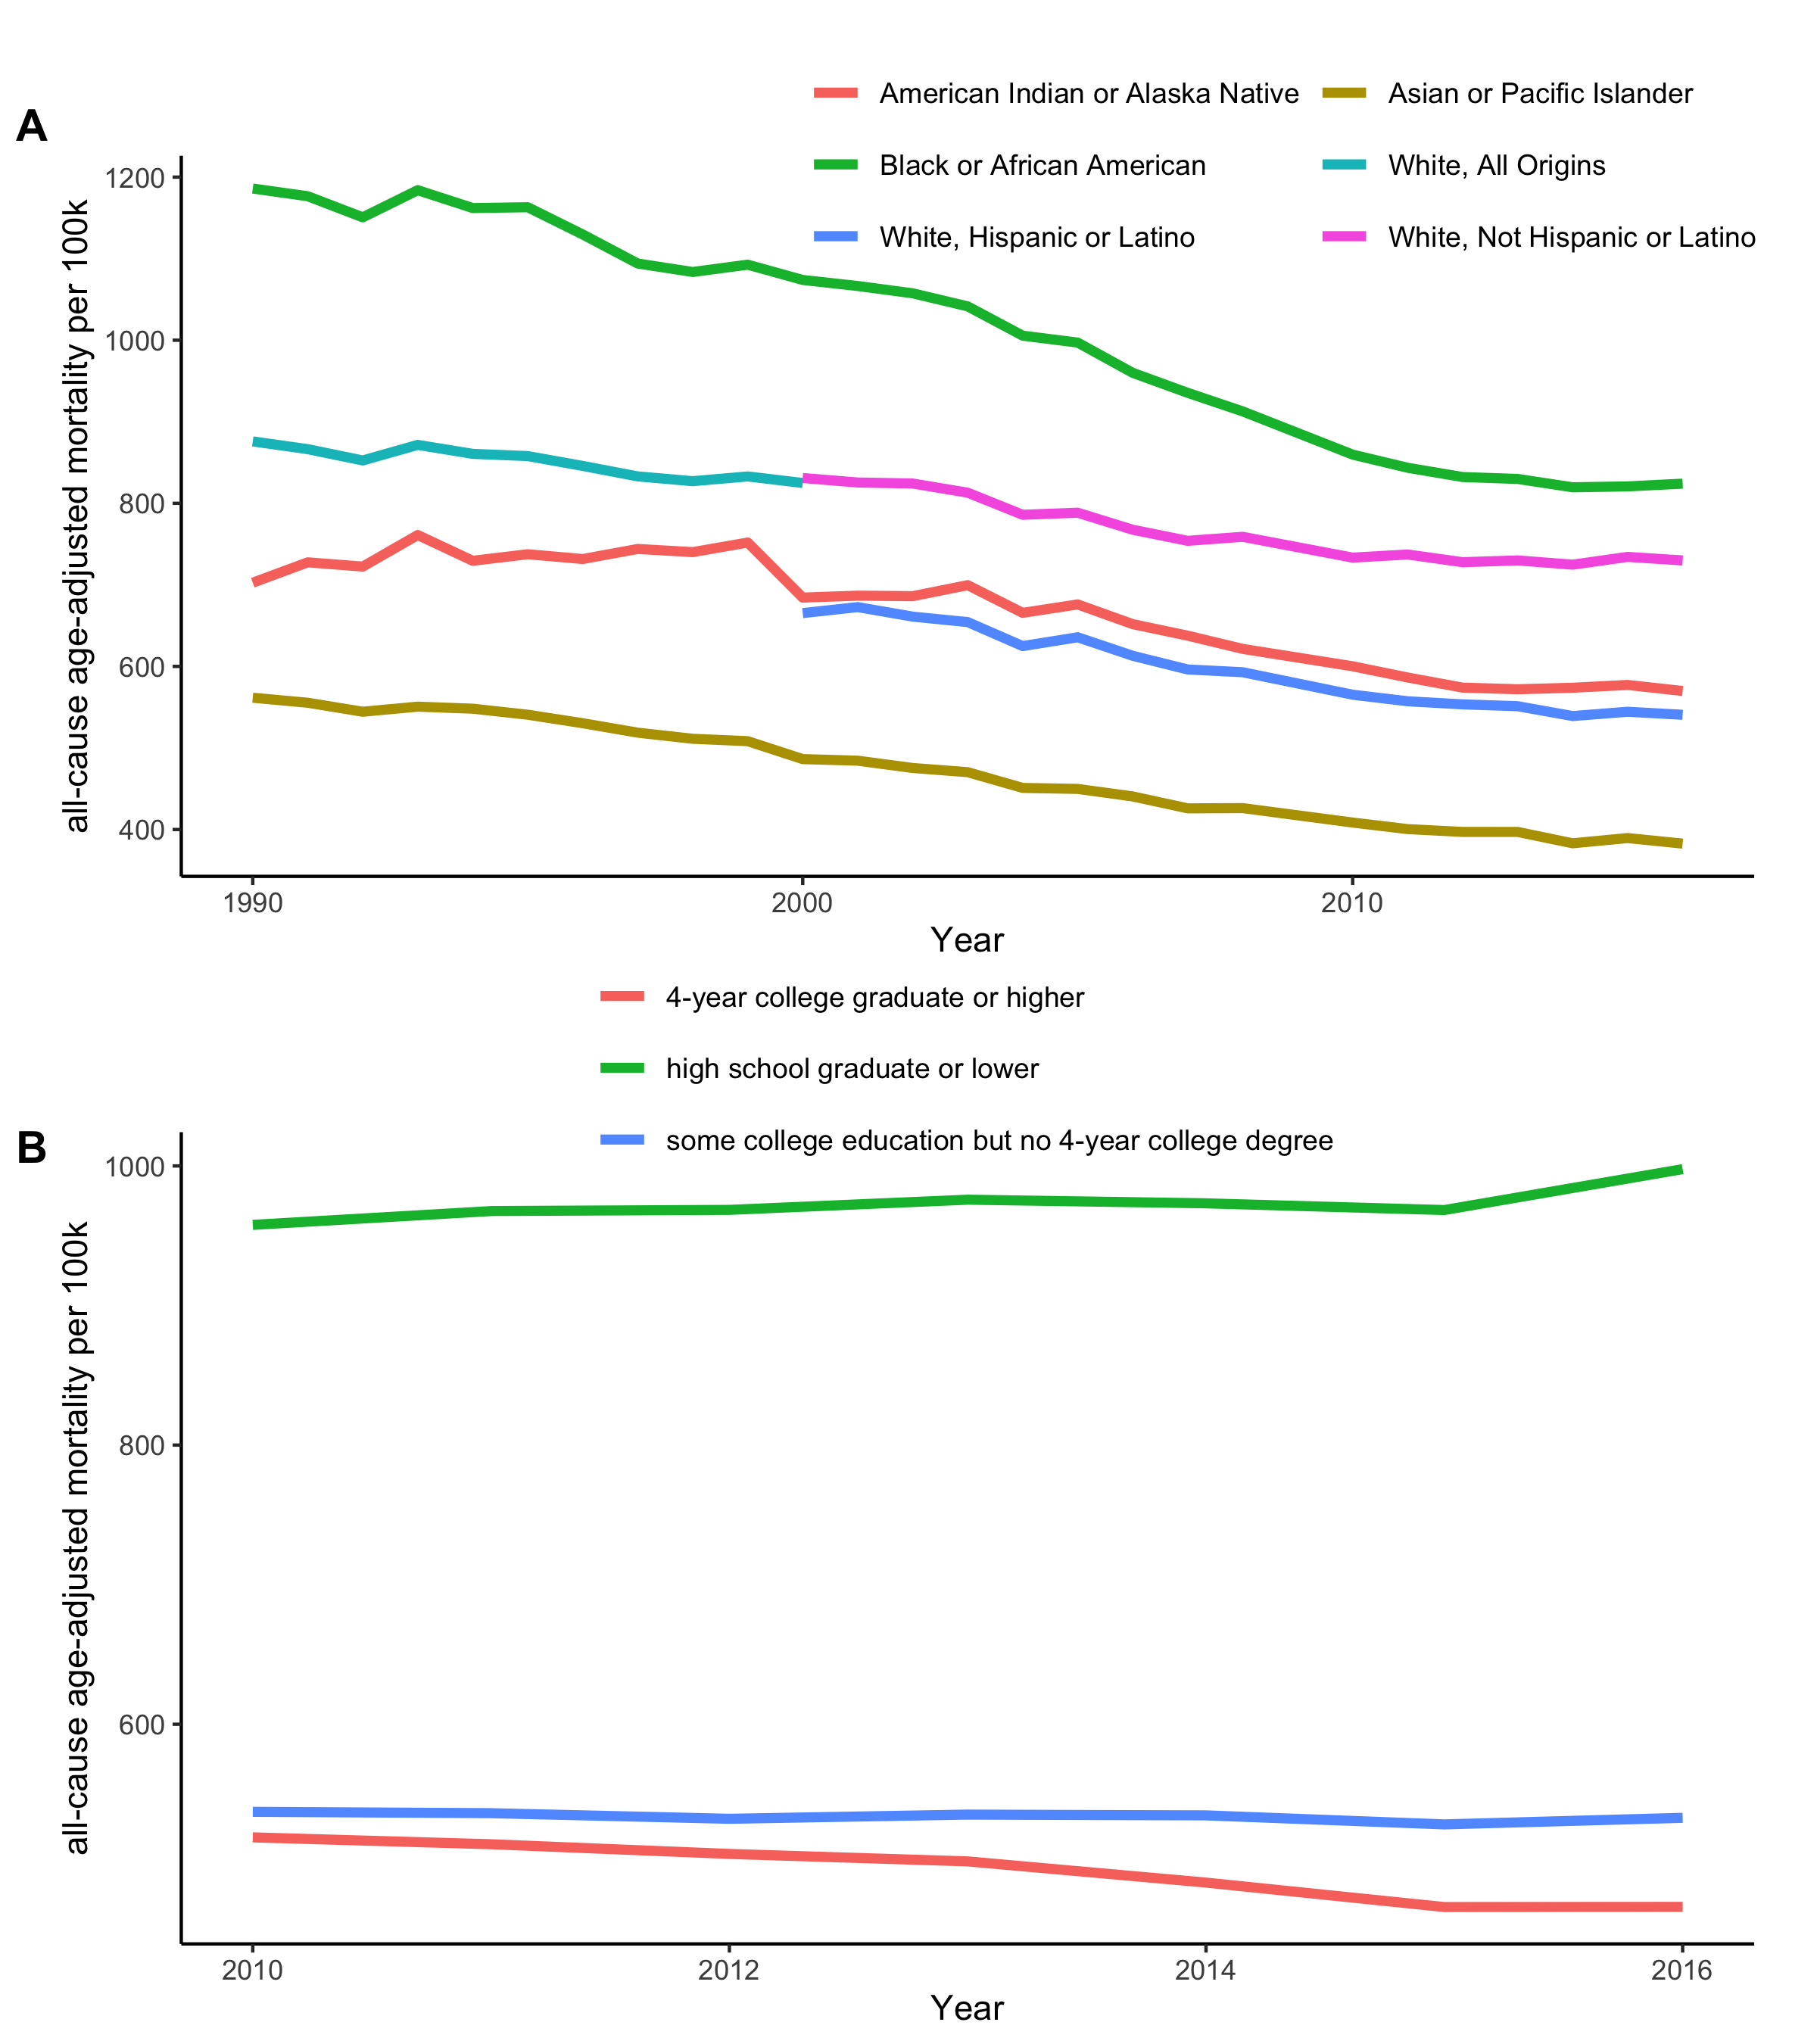 American Indian or Alaska Native
Asian or Pacific Islander
A
Black or African American
White, All Origins
White, Hispanic or Latino
White, Not Hispanic or Latino
all-cause age-adjusted mortality per 100k
1200
1000
800
600
400
1990
2000
2010
Year
4-year college graduate or higher
high school graduate or lower
some college education but no 4-year college degree
B
all-cause age-adjusted mortality per 100k
1000
800
600
2010
2012
2014
2016
Year